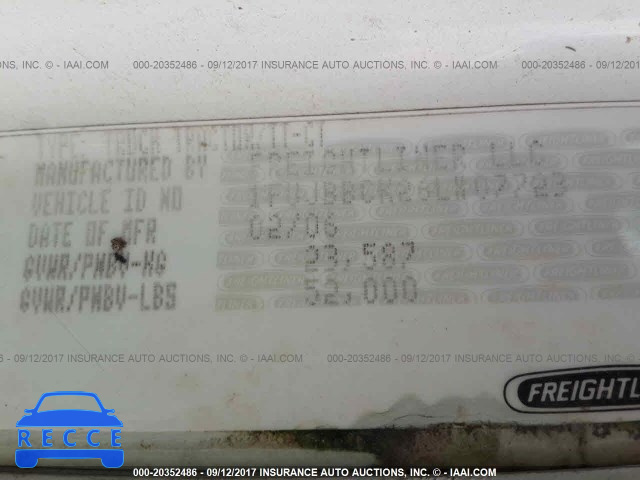 AUCTIONS, INC. - IAAI.COM 000-20352486 - 09/12/2017 INSURANCE AUTO AUCTIONS, INC. - IAAI.COM 000-20352486 - 09/12/2017
TYPE: TRUCK TRACTOR/TT-CT
MANUFACTURED BY FREIGHTLINER LLC
VEHICLE ID NO
DATE OF MFR 02/06
GVWR/PNBV-KG 23,587
GVWR/PNBV-LBS 52,000
- 09/12/2017 INSURANCE AUTO AUCTIONS, INC. - IAAI.COM 000-20352486 - 09/12/2017 INSURANCE AUTO AUCTIONS, INC. - IAAI.COM
FREIGHTLIN
RECCE
000-20352486 - 09/12/2017 INSURANCE AUTO AUCTIONS, INC. - IAAI.COM